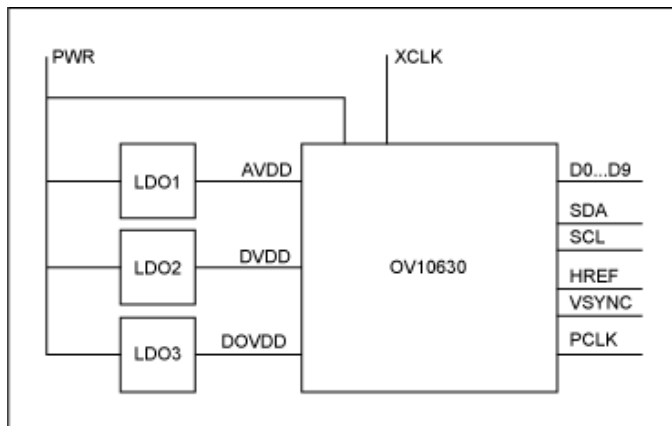 PWR
XCLK
LDO1
AVDD
LDO2
DVDD
LDO3
DOVDD
OV10630
D0...D9
SDA
SCL
HREF
VSYNC
PCLK